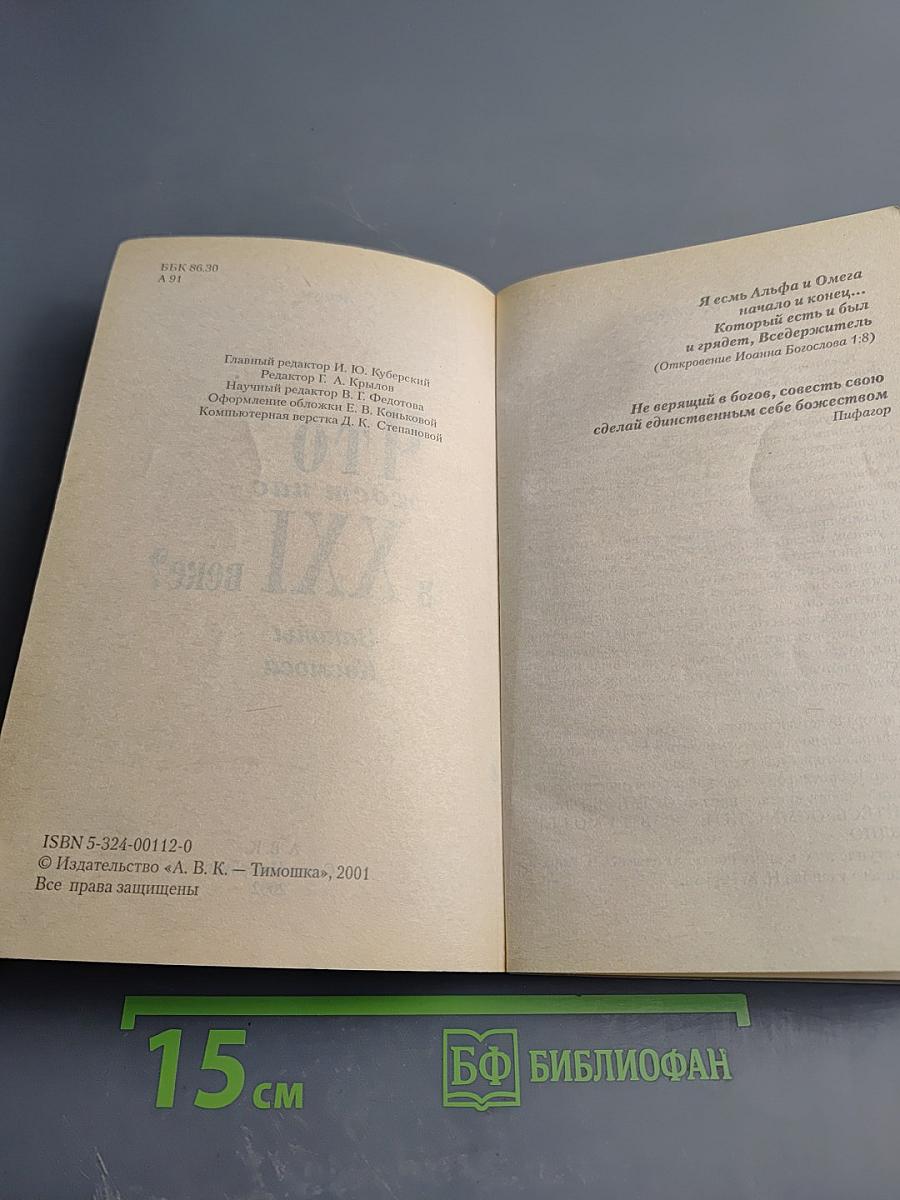 ББК 86.30
А 91
Главный редактор И. Ю. Куберский
Редактор Г. А. Крылов
Научный редактор В. Г. Федотова
Оформление обложки Е. В. Коньковой
Компьютерная верстка Д. К. Степановой
ISBN 5-324-00112-0
© Издательство «А. В. К. — Тимошка», 2001
Все права защищены
Я есмь Альфа и Омега
начало и конец...
Который есть и был
и грядет, Вседержитель
(Откровение Иоанна Богослова 1:8)
Не верящий в богов, совесть свою
сделай единственным себе божеством
Пифагор
15 см
БФ БИБЛИОФАН